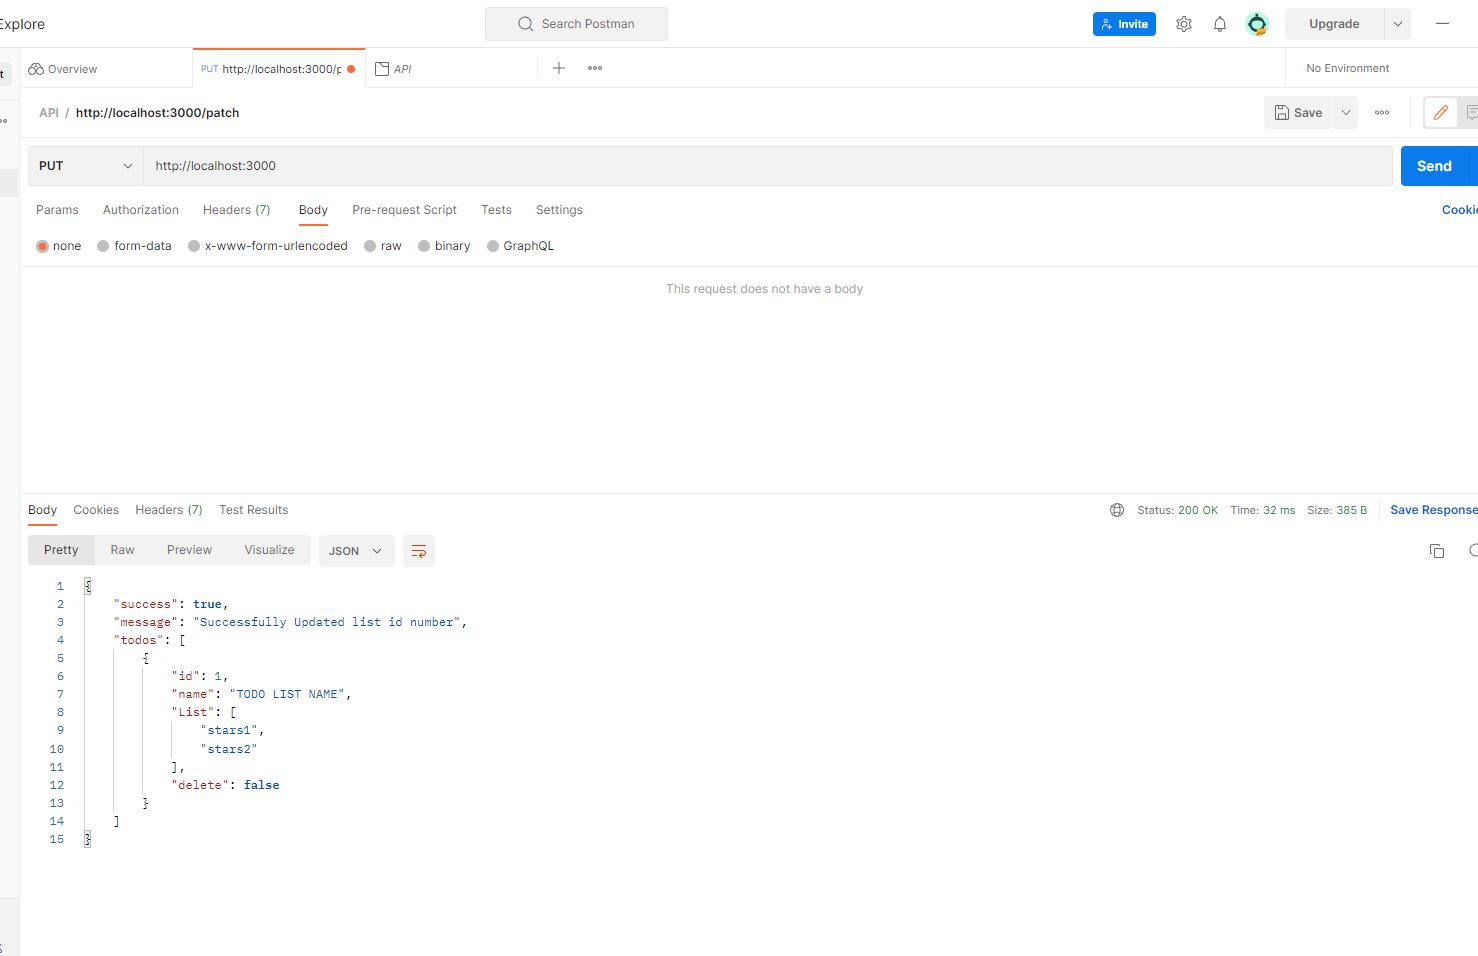 Explore
Search Postman
Invite
Upgrade
Overview
PUT http://localhost:3000/p
API
No Environment
API / http://localhost:3000/patch
Save
PUT
http://localhost:3000
Send
Params Authorization Headers (7) Body Pre-request Script Tests Settings
Cookie
none form-data x-www-form-urlencoded raw binary GraphQL
This request does not have a body
Body Cookies Headers (7) Test Results
Status: 200 OK Time: 32 ms Size: 385 B Save Response
Pretty Raw Preview Visualize JSON
1 {
2 "success": true,
3 "message": "Successfully Updated list id number",
4 "todos": [
5 {
6 "id": 1,
7 "name": "TODO LIST NAME",
8 "List": [
9 "stars1",
10 "stars2"
11 ],
12 "delete": false
13 }
14 ]
15 }